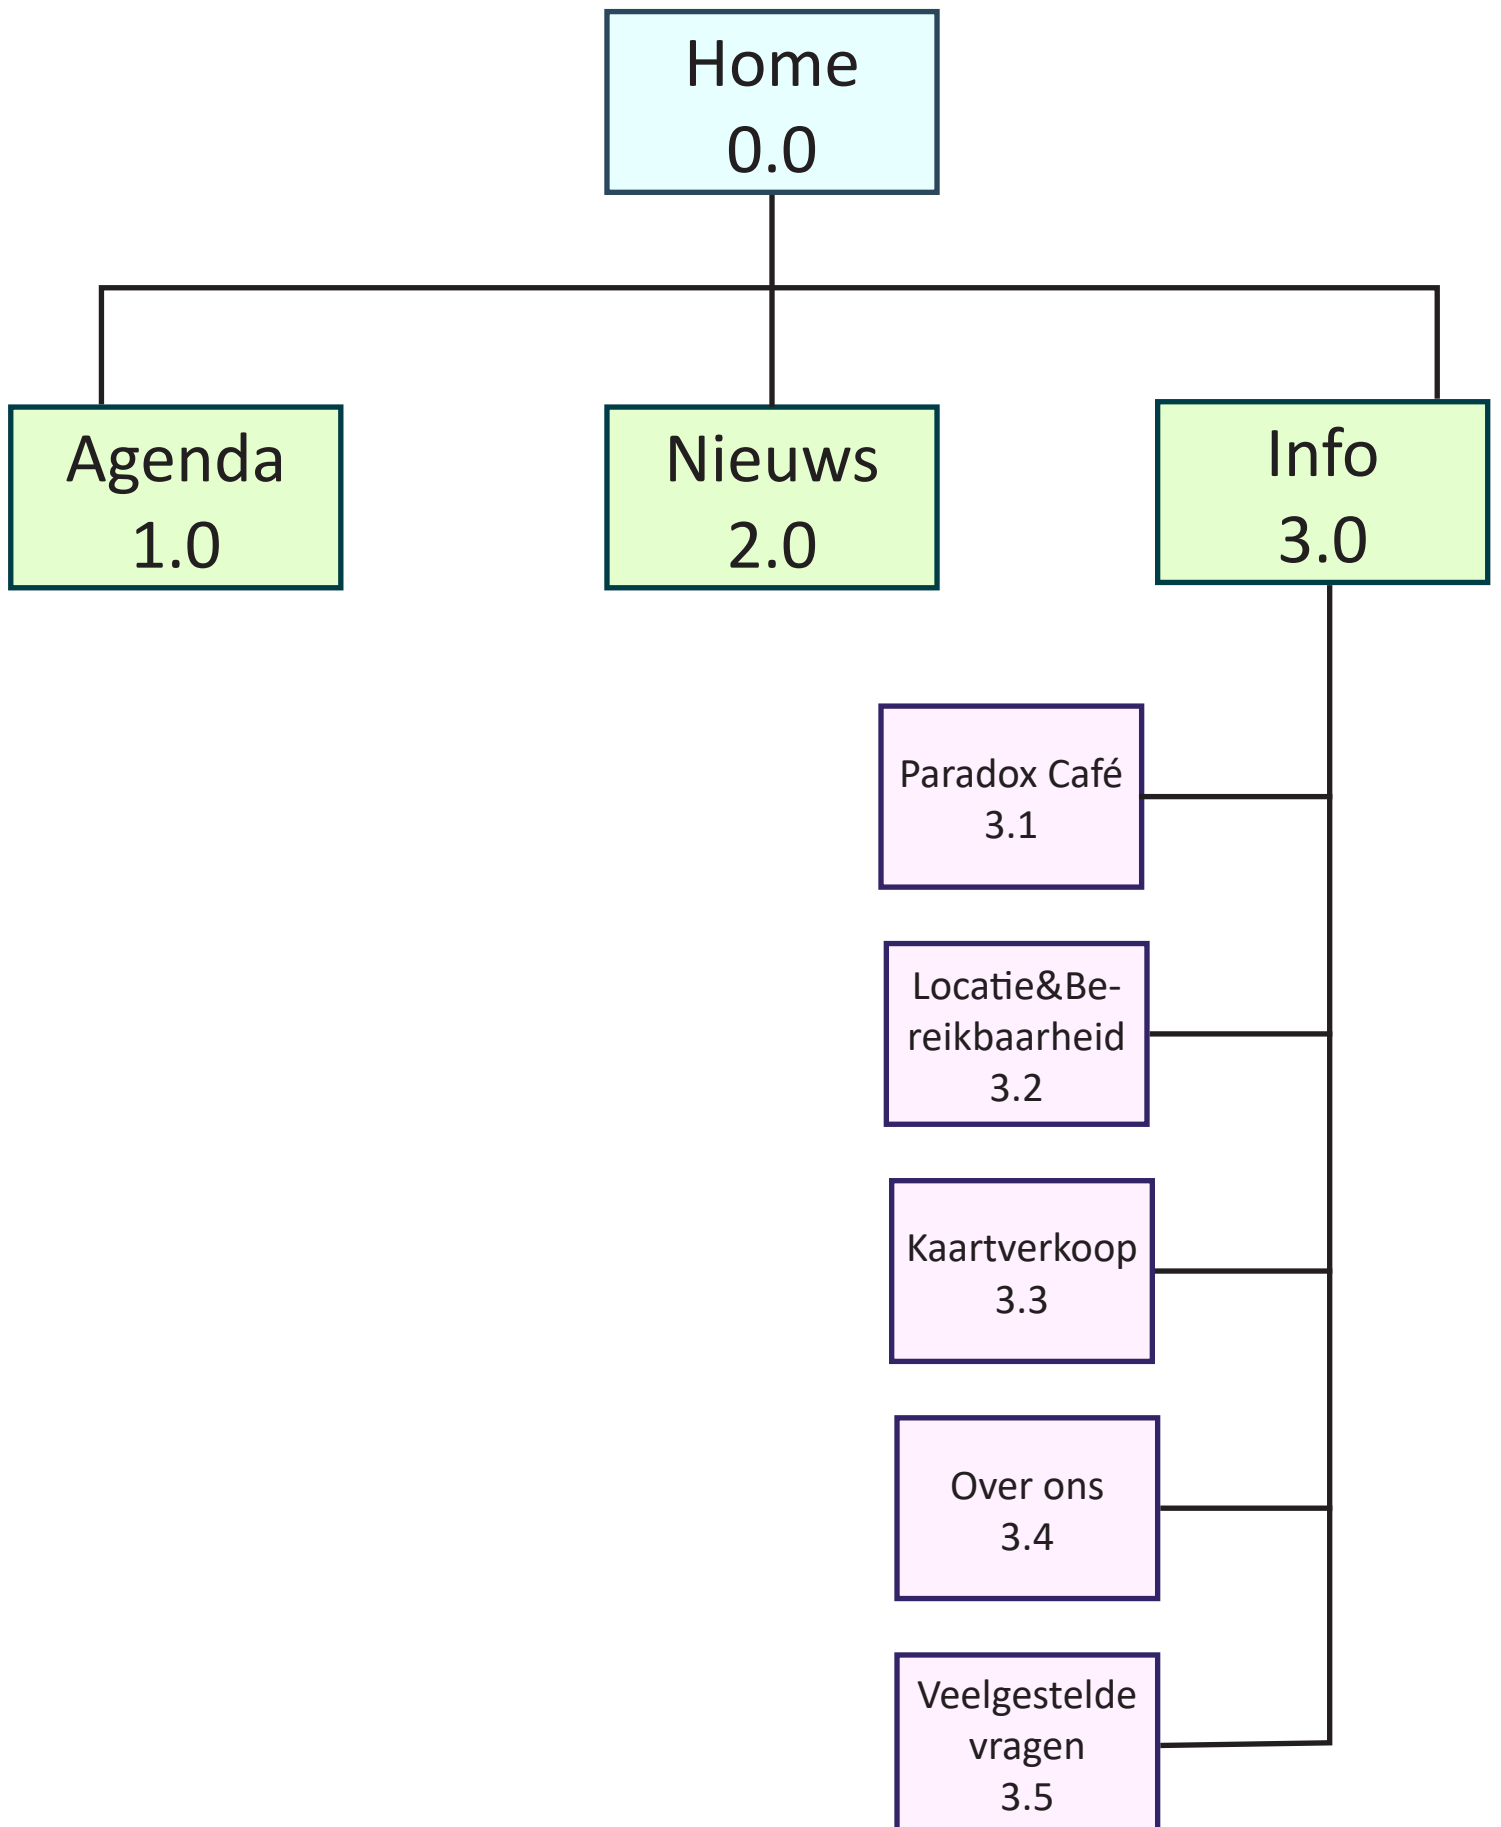 Home
0.0
Agenda
1.0
Nieuws
2.0
Info
3.0
Paradox Café
3.1
Locatie&Be-
reikbaarheid
3.2
Kaartverkoop
3.3
Over ons
3.4
Veelgestelde
vragen
3.5